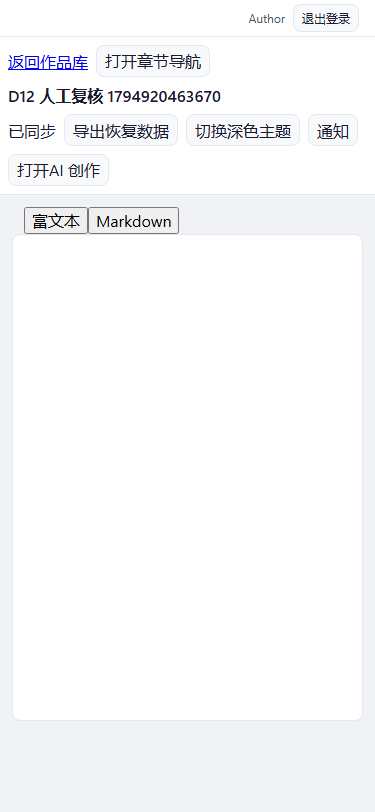 Author 退出登录
返回作品库 打开章节导航
D12 人工复核 1794920463670
已同步 导出恢复数据 切换深色主题 通知
打开AI 创作
富文本 Markdown